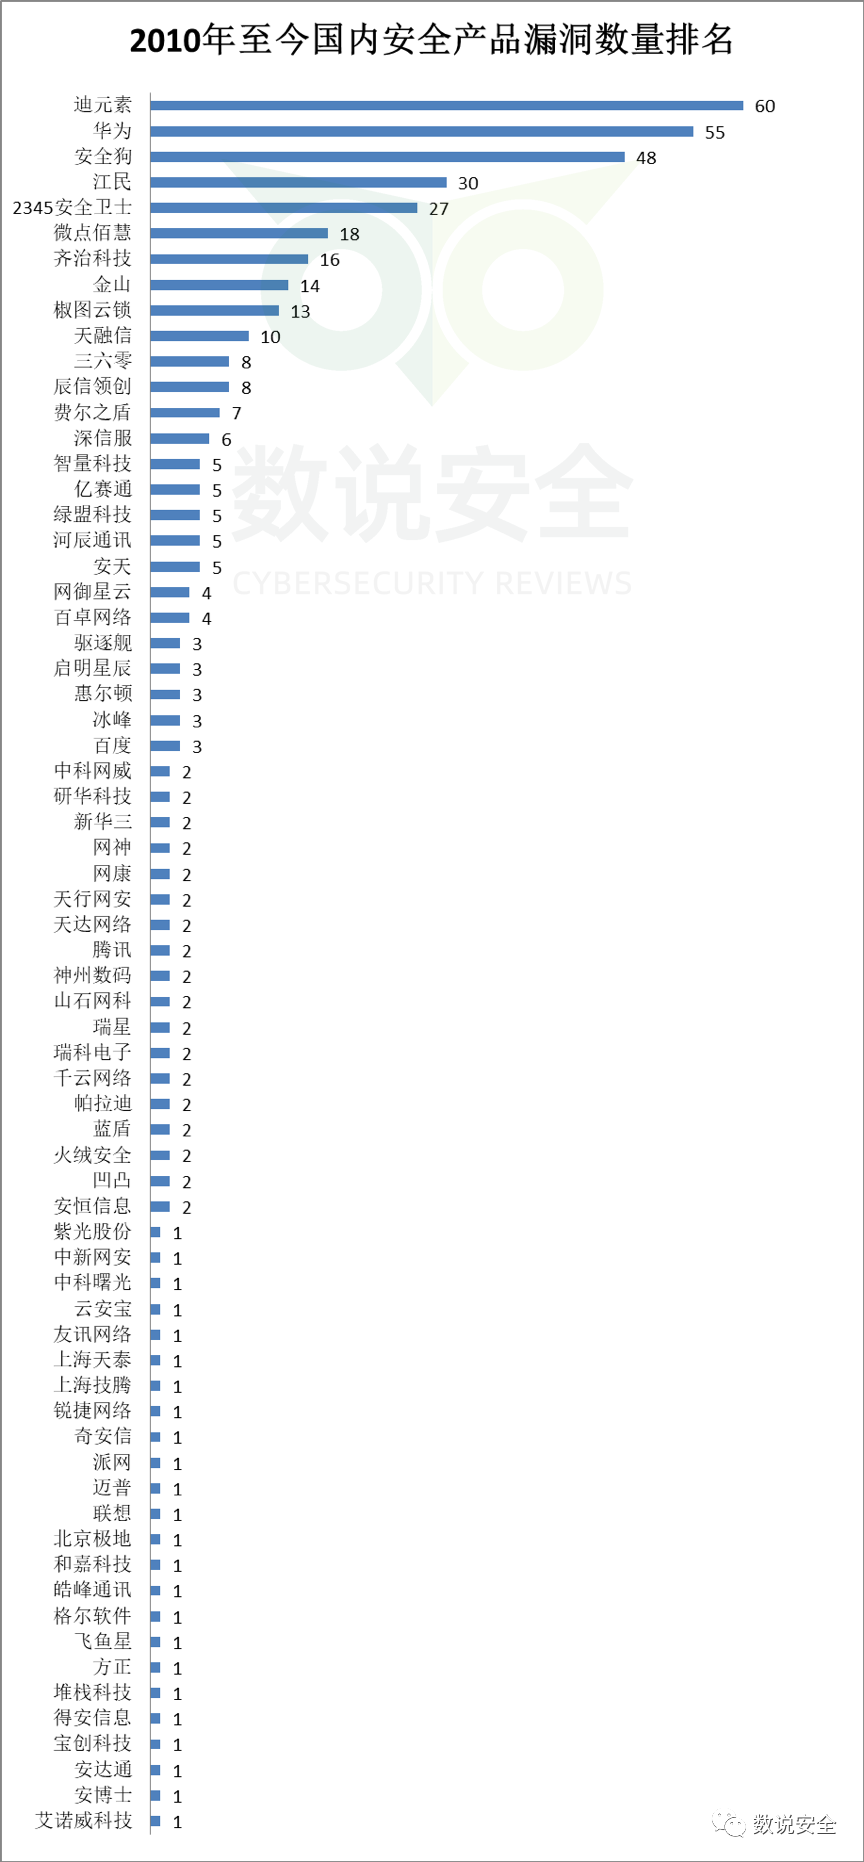 2010年至今国内安全产品漏洞数量排名
迪元素 60
华为 55
安全狗 48
江民 30
2345安全卫士 27
微点佰慧 18
齐治科技 16
金山 14
椒图云锁 13
天融信 10
三六零 8
辰信领创 8
费尔之盾 7
深信服 6
智量科技 5
亿赛通 5
绿盟科技 5
河辰通讯 5
安天 5
网御星云 4
百卓网络 4
驱逐舰 3
启明星辰 3
惠尔顿 3
冰峰 3
百度 3
中科网威 2
研华科技 2
新华三 2
网神 2
网康 2
天行网安 2
天达网络 2
腾讯 2
神州数码 2
山石网科 2
瑞星 2
瑞科电子 2
千云网络 2
帕拉迪 2
蓝盾 2
火绒安全 2
凹凸 2
安恒信息 2
紫光股份 1
中新网安 1
中科曙光 1
云安宝 1
友讯网络 1
上海天泰 1
上海技腾 1
锐捷网络 1
奇安信 1
派网 1
迈普 1
联想 1
北京极地 1
和嘉科技 1
皓峰通讯 1
格尔软件 1
飞鱼星 1
方正 1
堆栈科技 1
得安信息 1
宝创科技 1
安达通 1
安博士 1
艾诺威科技 1
数说安全
CYBERSECURITY REVIEWS
数说安全